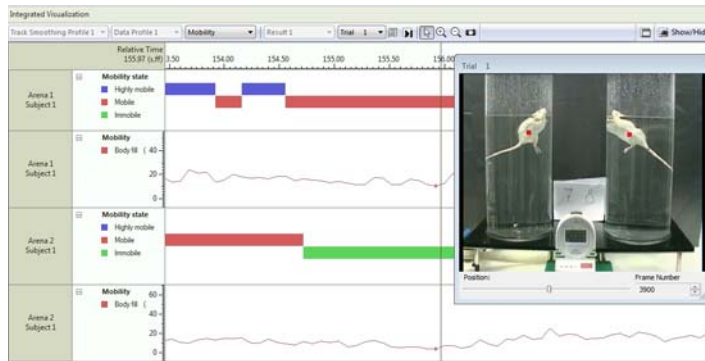 Integrated Visualization
Track Smoothing Profile 1 Data Profile 1 Mobility Result 1 Trial 1 Show/Hid
Relative Time
155.97 (s.ff) 3.50 154.00 154.50 155.00 155.50 156.00
Arena 1
Subject 1
Mobility state
Highly mobile
Mobile
Immobile
Arena 1
Subject 1
Mobility
Body fill (
40
20
0
Arena 2
Subject 1
Mobility state
Highly mobile
Mobile
Immobile
Arena 2
Subject 1
Mobility
Body fill (
60
40
20
0
Trial 1
7 8
Position: Frame Number
3900